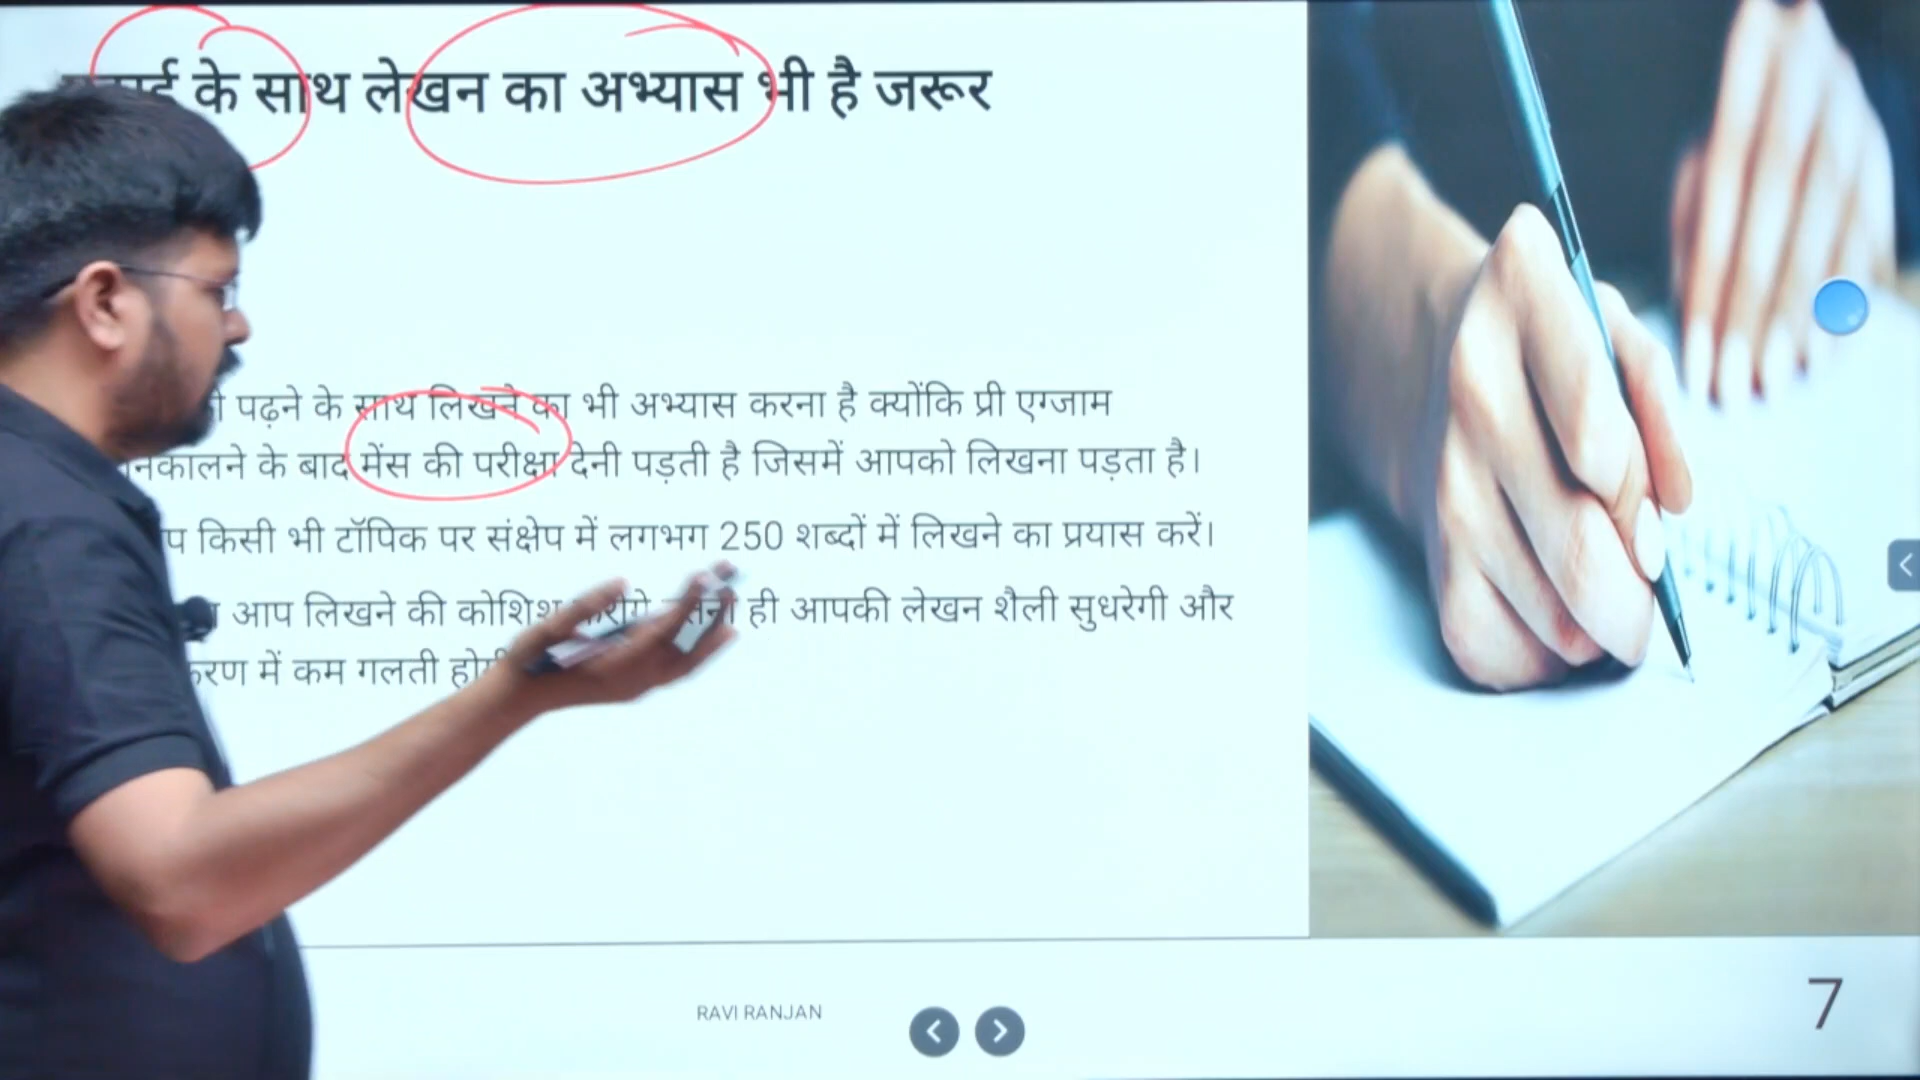 के साथ लेखन का अभ्यास भी है जरूर
पढ़ने के साथ लिखने का भी अभ्यास करना है क्योंकि प्री एग्जाम
निकालने के बाद मेंस की परीक्षा देनी पड़ती है जिसमें आपको लिखना पड़ता है।
किसी भी टॉपिक पर संक्षेप में लगभग 250 शब्दों में लिखने का प्रयास करें।
आप लिखने की कोशिश ही आपकी लेखन शैली सुधरेगी और
में कम गलती
RAVI RANJAN
7